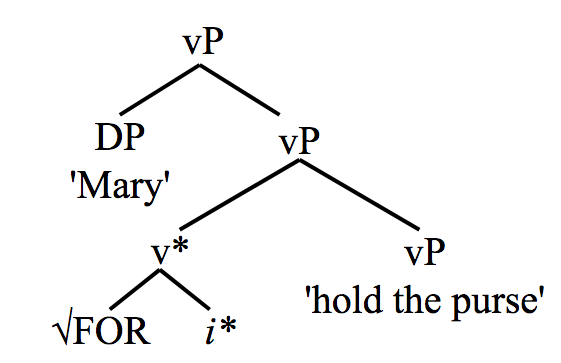 vP
DP vP
'Mary'
v* vP
'hold the purse'
√FOR i*